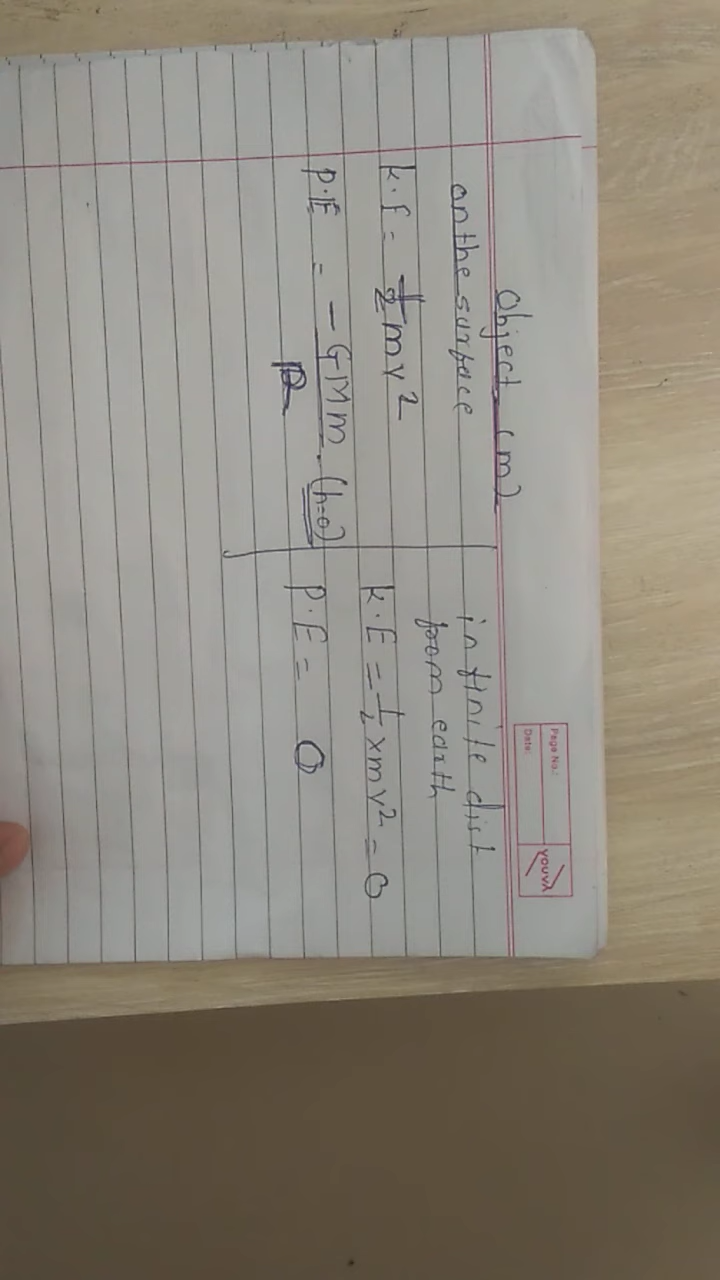 Page No.:
Date:
YOUVA
Object (m)
on the surface
K.E = 1/2 mv²
P.E = - GMm/R (h=0)
infinite dist
from earth
K.E = 1/2 × mv² = 0
P.E = 0